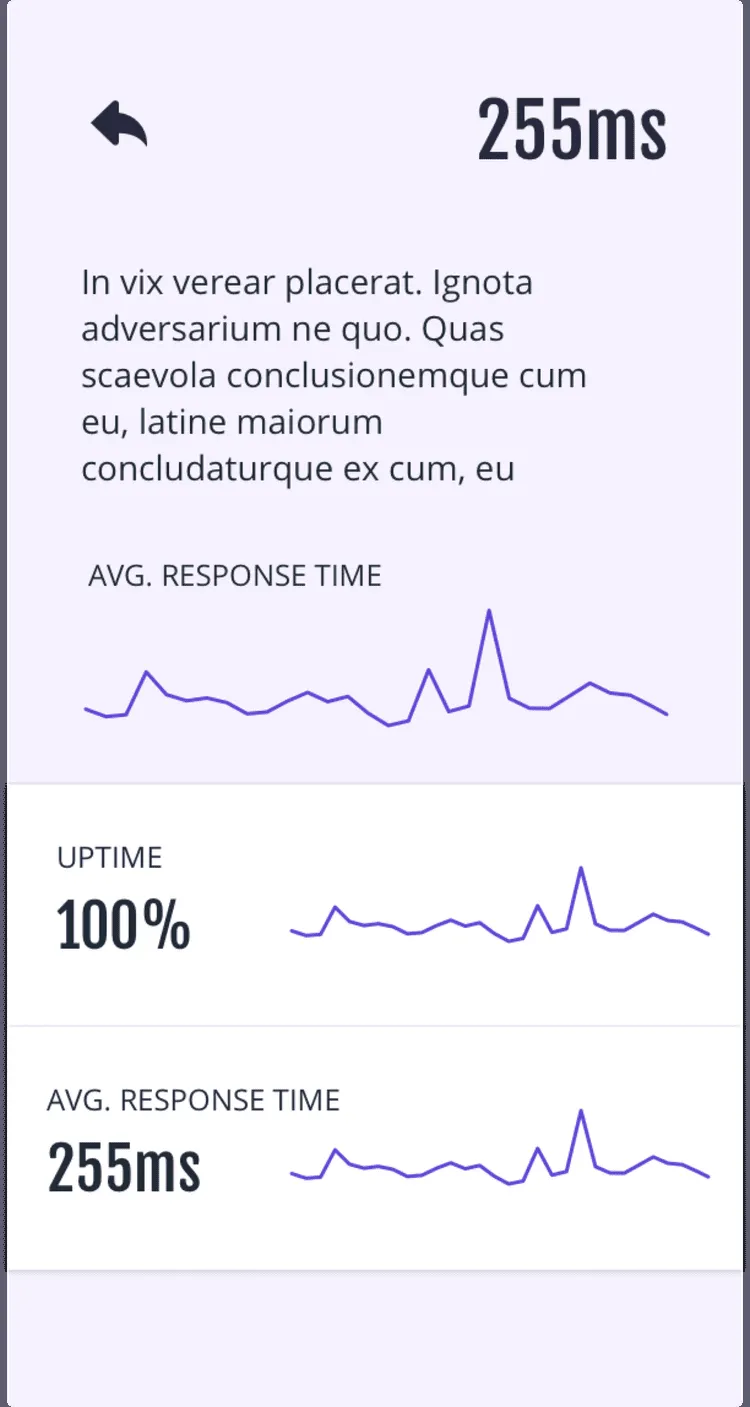 255ms
In vix verear placerat. Ignota
adversarium ne quo. Quas
scaevola conclusionemque cum
eu, latine maiorum
concludaturque ex cum, eu
AVG. RESPONSE TIME
UPTIME
100%
AVG. RESPONSE TIME
255ms